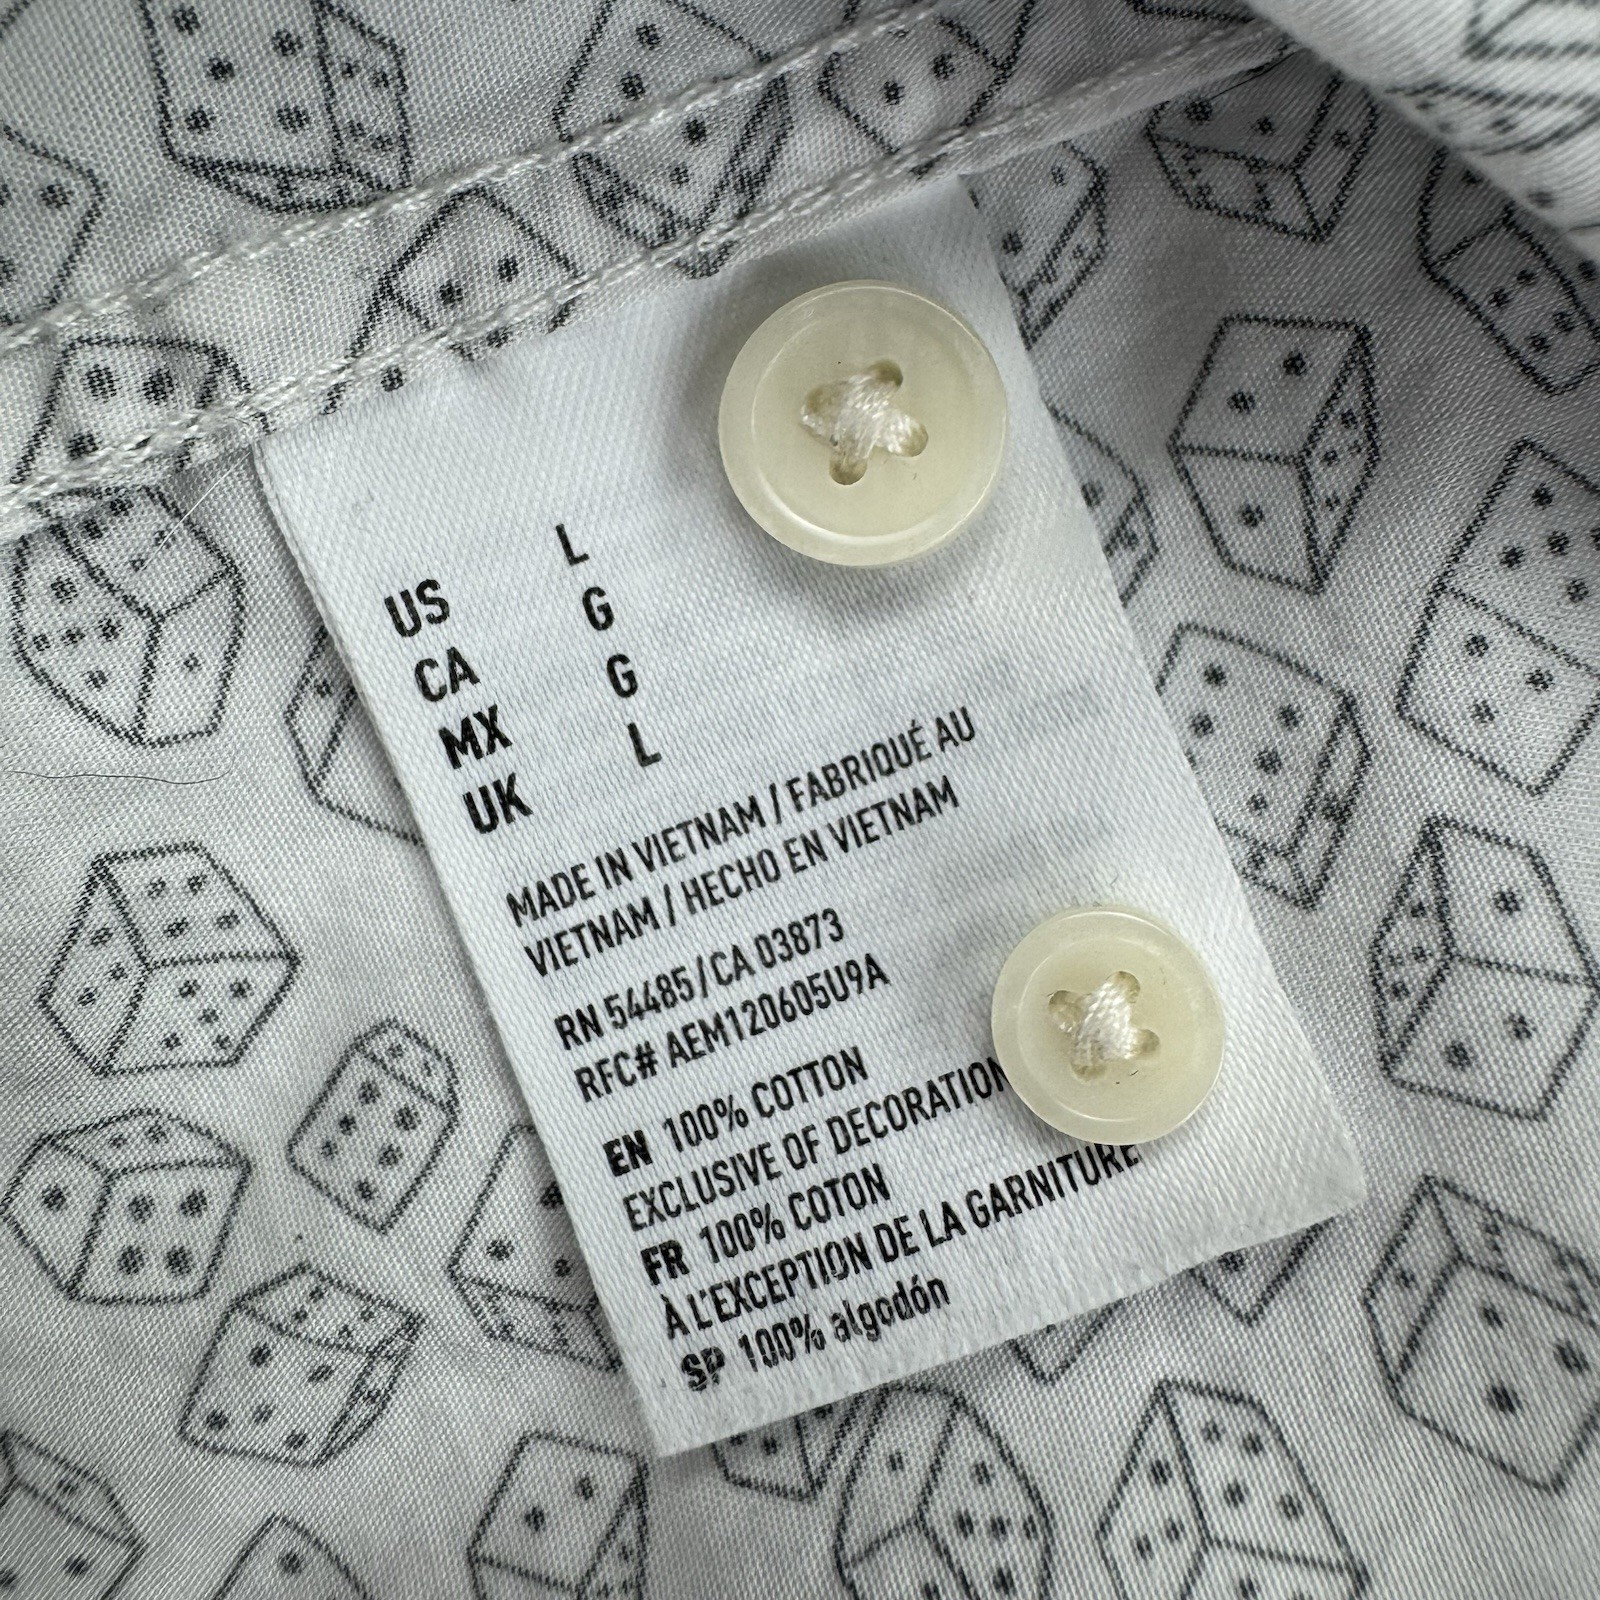 US L
CA G
MX G
UK L
MADE IN VIETNAM / FABRIQUÉ AU
VIETNAM / HECHO EN VIETNAM
RN 54485/CA 03873
RFC# AEM120605U9A
EN 100% COTTON
EXCLUSIVE OF DECORATION
FR 100% COTON
À L'EXCEPTION DE LA GARNITURE
SP 100% algodón